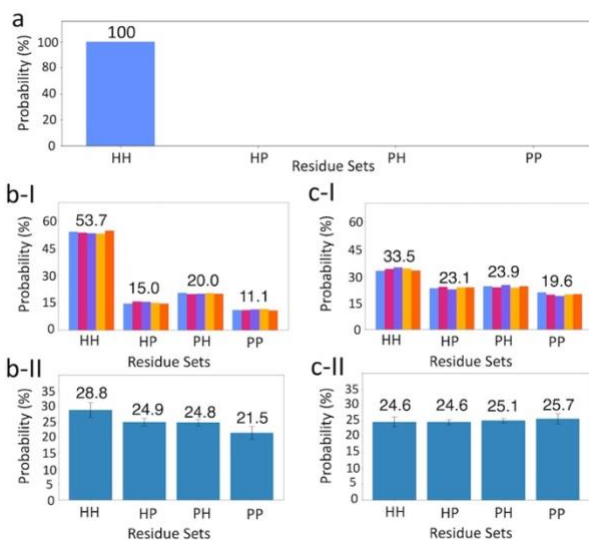 a
Probability (%)
100
80
60
40
20
0
100
HH
HP
PH
PP
Residue Sets
b-I
Probability (%)
60
45
30
15
0
53.7
15.0
20.0
11.1
HH
HP
PH
PP
Residue Sets
c-I
Probability (%)
60
45
30
15
0
33.5
23.1
23.9
19.6
HH
HP
PH
PP
Residue Sets
b-II
Probability (%)
35
30
25
20
15
10
5
0
28.8
24.9
24.8
21.5
HH
HP
PH
PP
Residue Sets
c-II
Probability (%)
35
30
25
20
15
10
5
0
24.6
24.6
25.1
25.7
HH
HP
PH
PP
Residue Sets